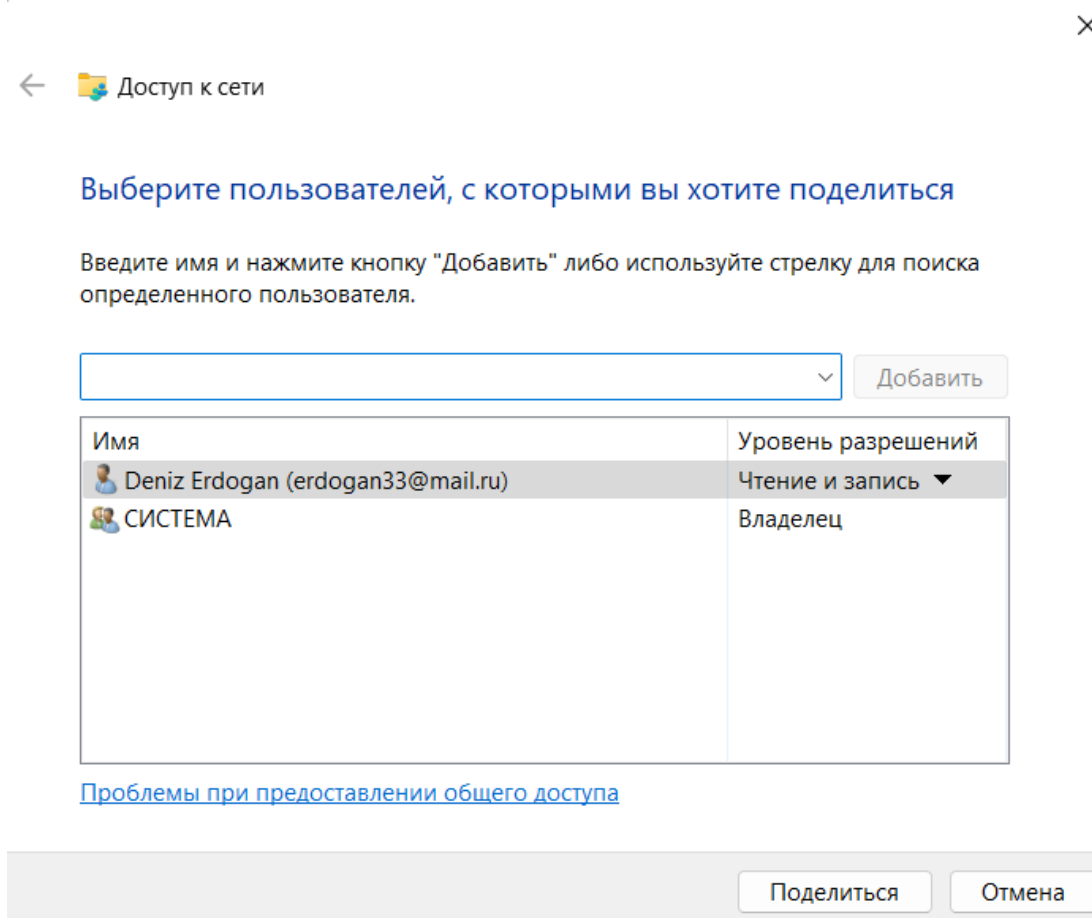 Доступ к сети
Выберите пользователей, с которыми вы хотите поделиться
Введите имя и нажмите кнопку "Добавить" либо используйте стрелку для поиска
определенного пользователя.
Добавить
Имя Уровень разрешений
Deniz Erdogan (erdogan33@mail.ru) Чтение и запись
СИСТЕМА Владелец
Проблемы при предоставлении общего доступа
Поделиться Отмена